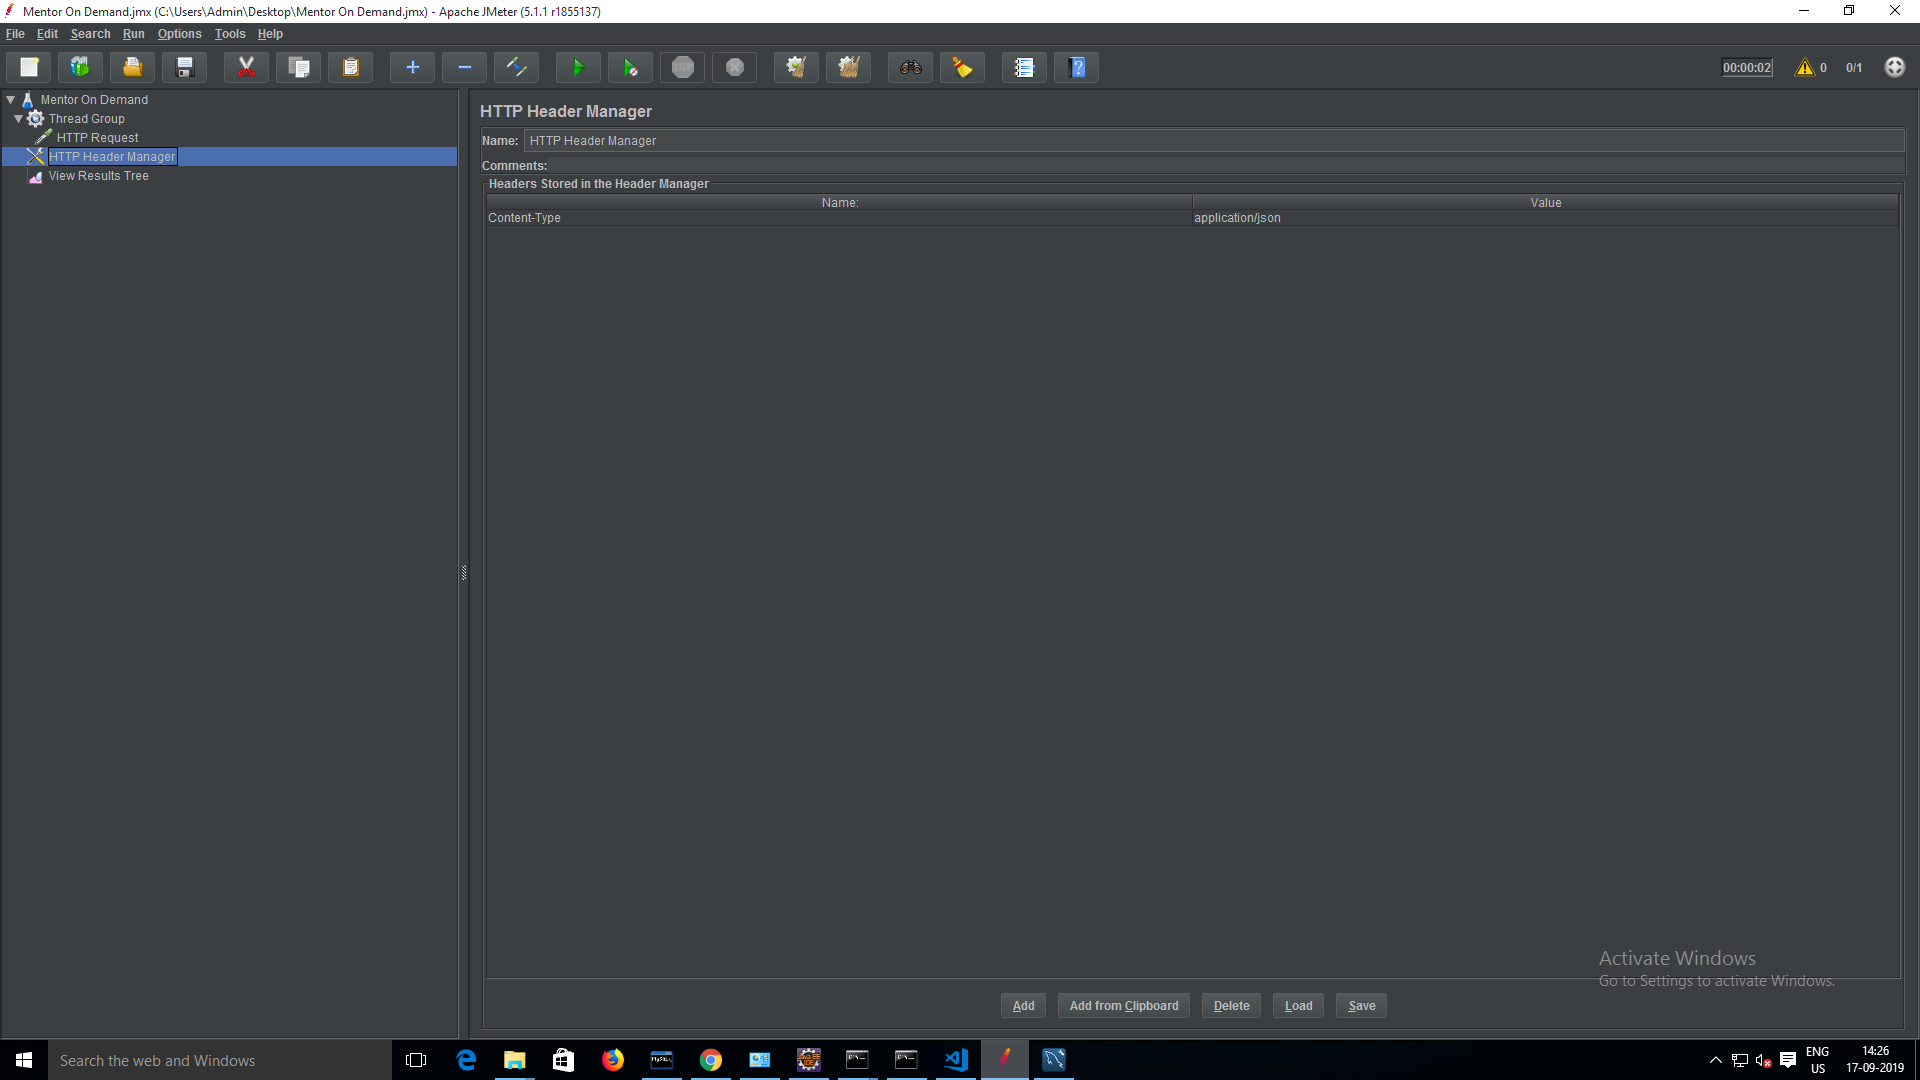 Mentor On Demand.jmx (C:\Users\Admin\Desktop\Mentor On Demand.jmx) - Apache JMeter (5.1.1 r1855137)
File Edit Search Run Options Tools Help
STOP
00:00:02 0 0/1
Mentor On Demand
Thread Group
HTTP Request
HTTP Header Manager
View Results Tree
HTTP Header Manager
Name: HTTP Header Manager
Comments:
Headers Stored in the Header Manager
Name: Value
Content-Type application/json
Activate Windows
Go to Settings to activate Windows.
Add Add from Clipboard Delete Load Save
Search the web and Windows
ENG
US
14:26
17-09-2019